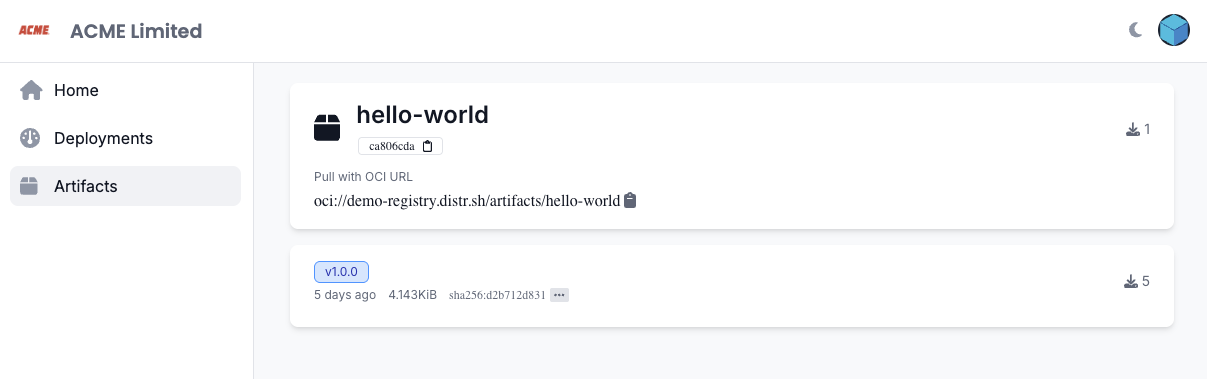 ACME ACME Limited
Home
Deployments
Artifacts
hello-world
ca806cda
1
Pull with OCI URL
oci://demo-registry.distr.sh/artifacts/hello-world
v1.0.0
5 days ago 4.143KiB sha256:d2b712d831 ···
5